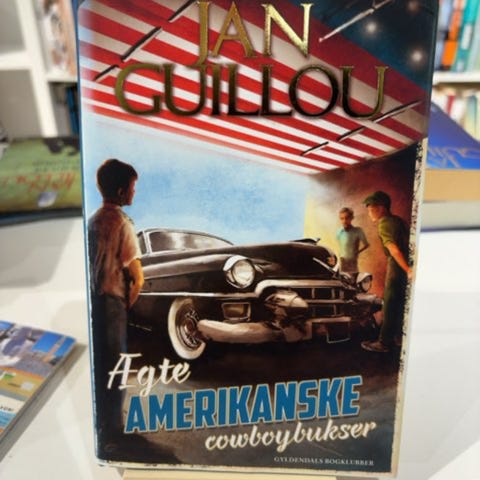 JAN
GUILLOU
Ægte
AMERIKANSKE
cowboybukser
GYLDENDALS BOGKLUBBER